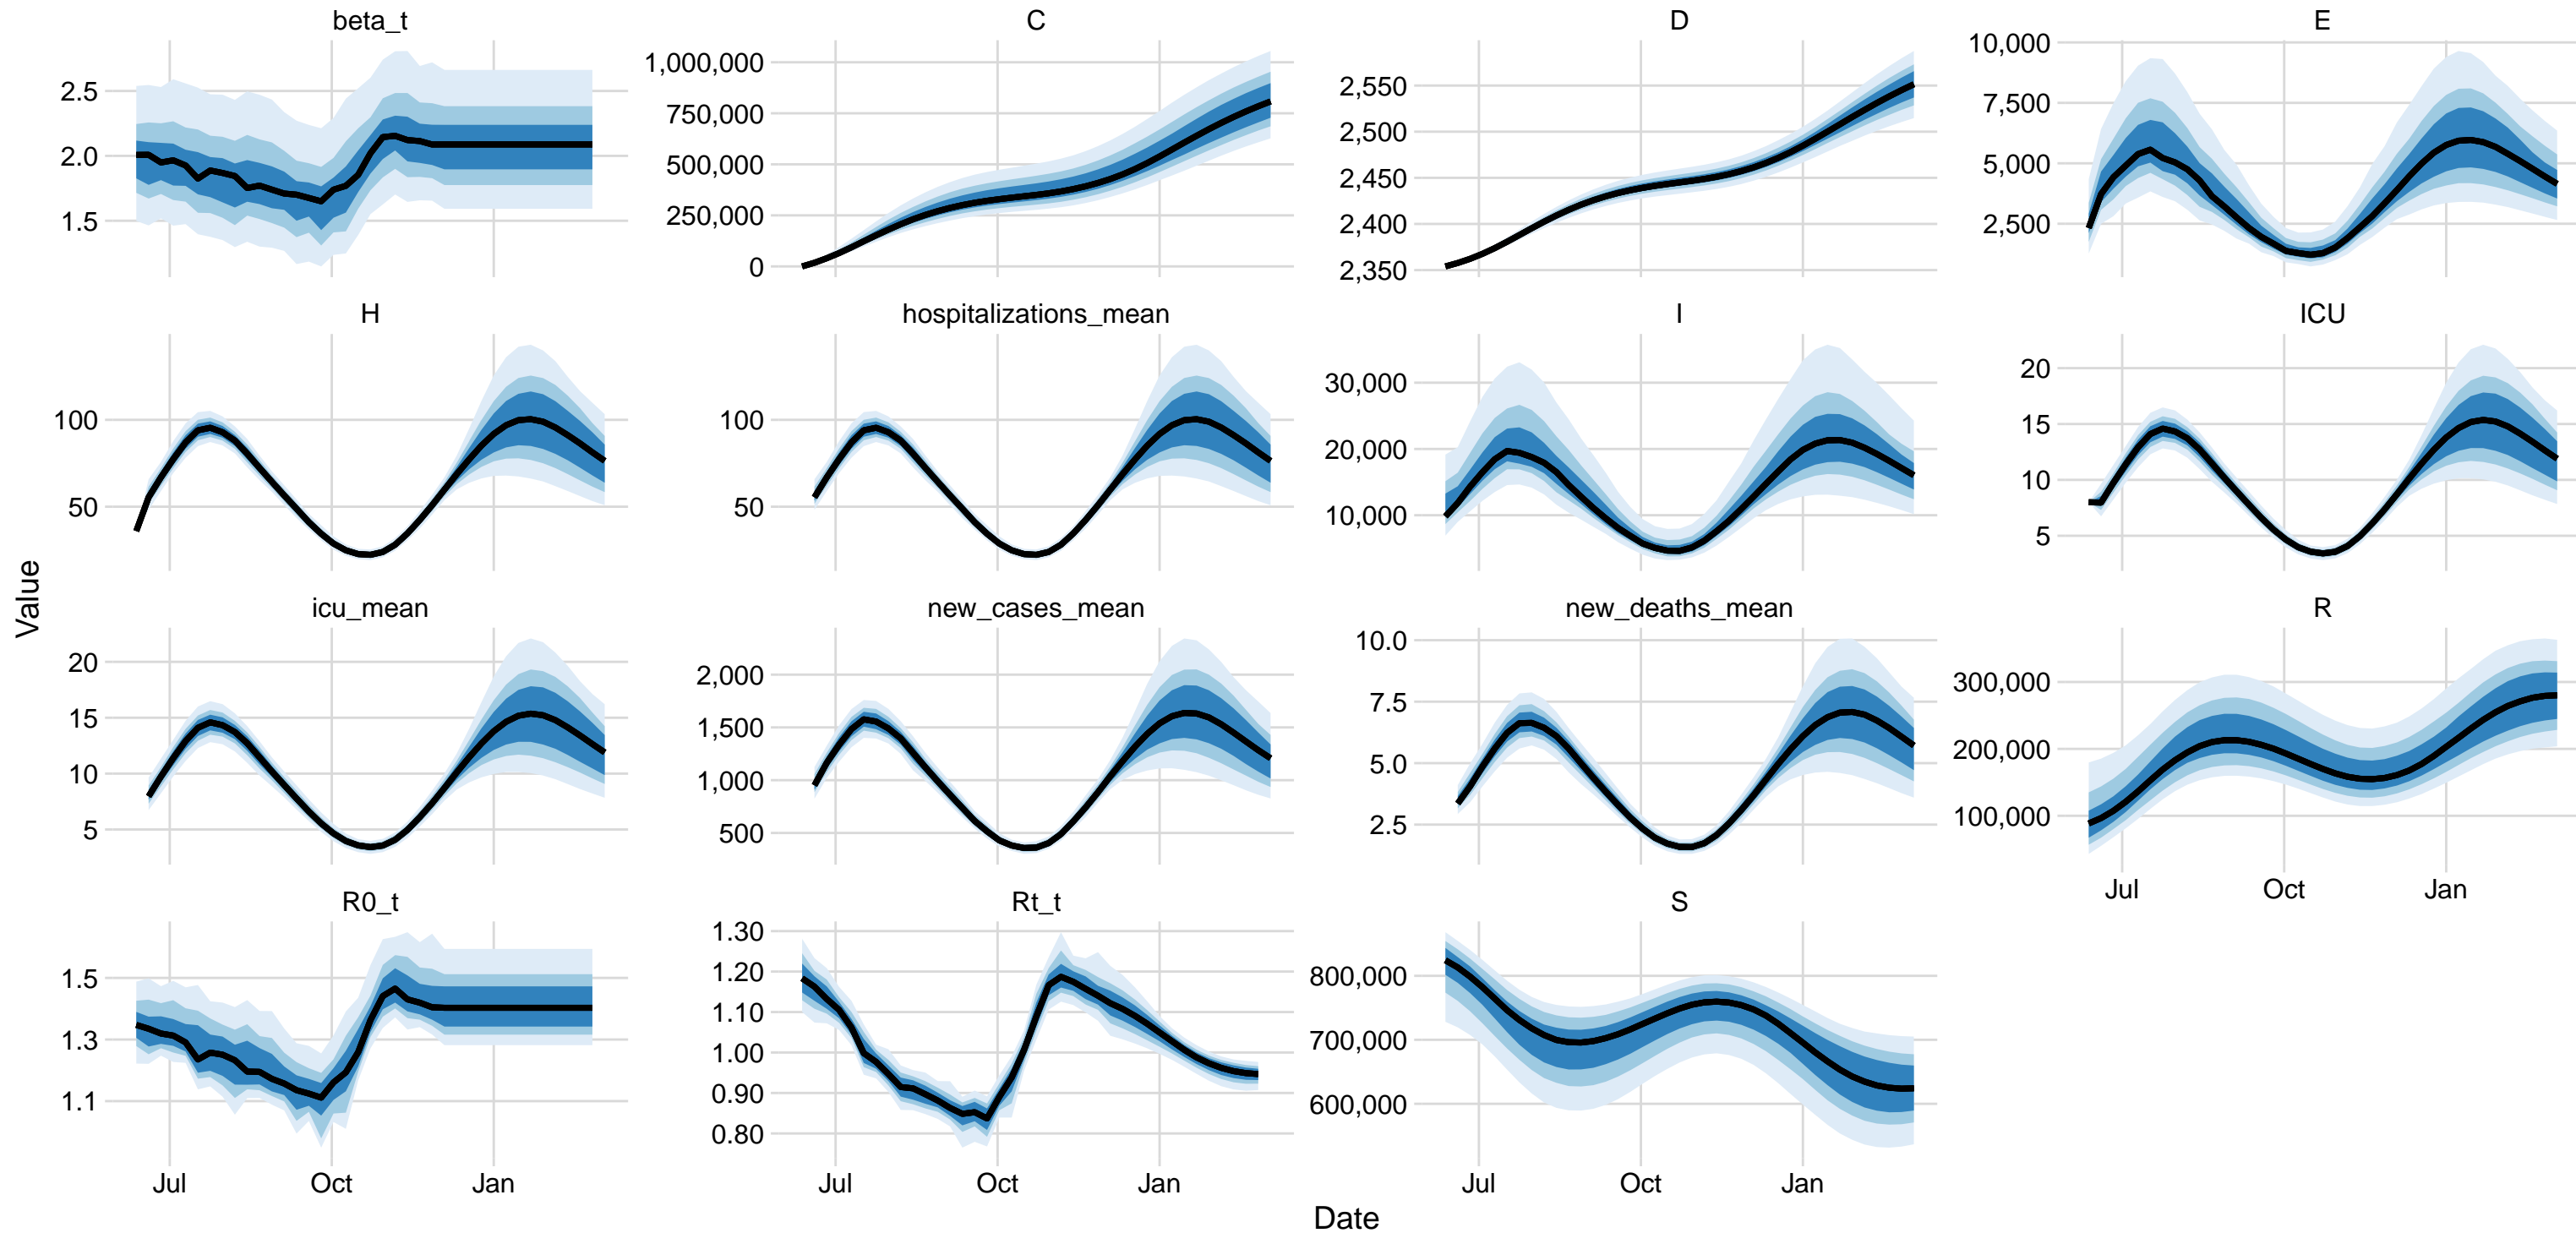 beta_t
C
D
E
2.5
2.0
1.5
1,000,000
750,000
500,000
250,000
0
2,550
2,500
2,450
2,400
2,350
10,000
7,500
5,000
2,500
H
hospitalizations_mean
I
ICU
100
50
100
50
30,000
20,000
10,000
20
15
10
5
Value
icu_mean
new_cases_mean
new_deaths_mean
R
20
15
10
5
2,000
1,500
1,000
500
10.0
7.5
5.0
2.5
300,000
200,000
100,000
Jul Oct Jan
R0_t
Rt_t
S
1.5
1.3
1.1
1.30
1.20
1.10
1.00
0.90
0.80
800,000
700,000
600,000
Jul Oct Jan
Jul Oct Jan
Jul Oct Jan
Date